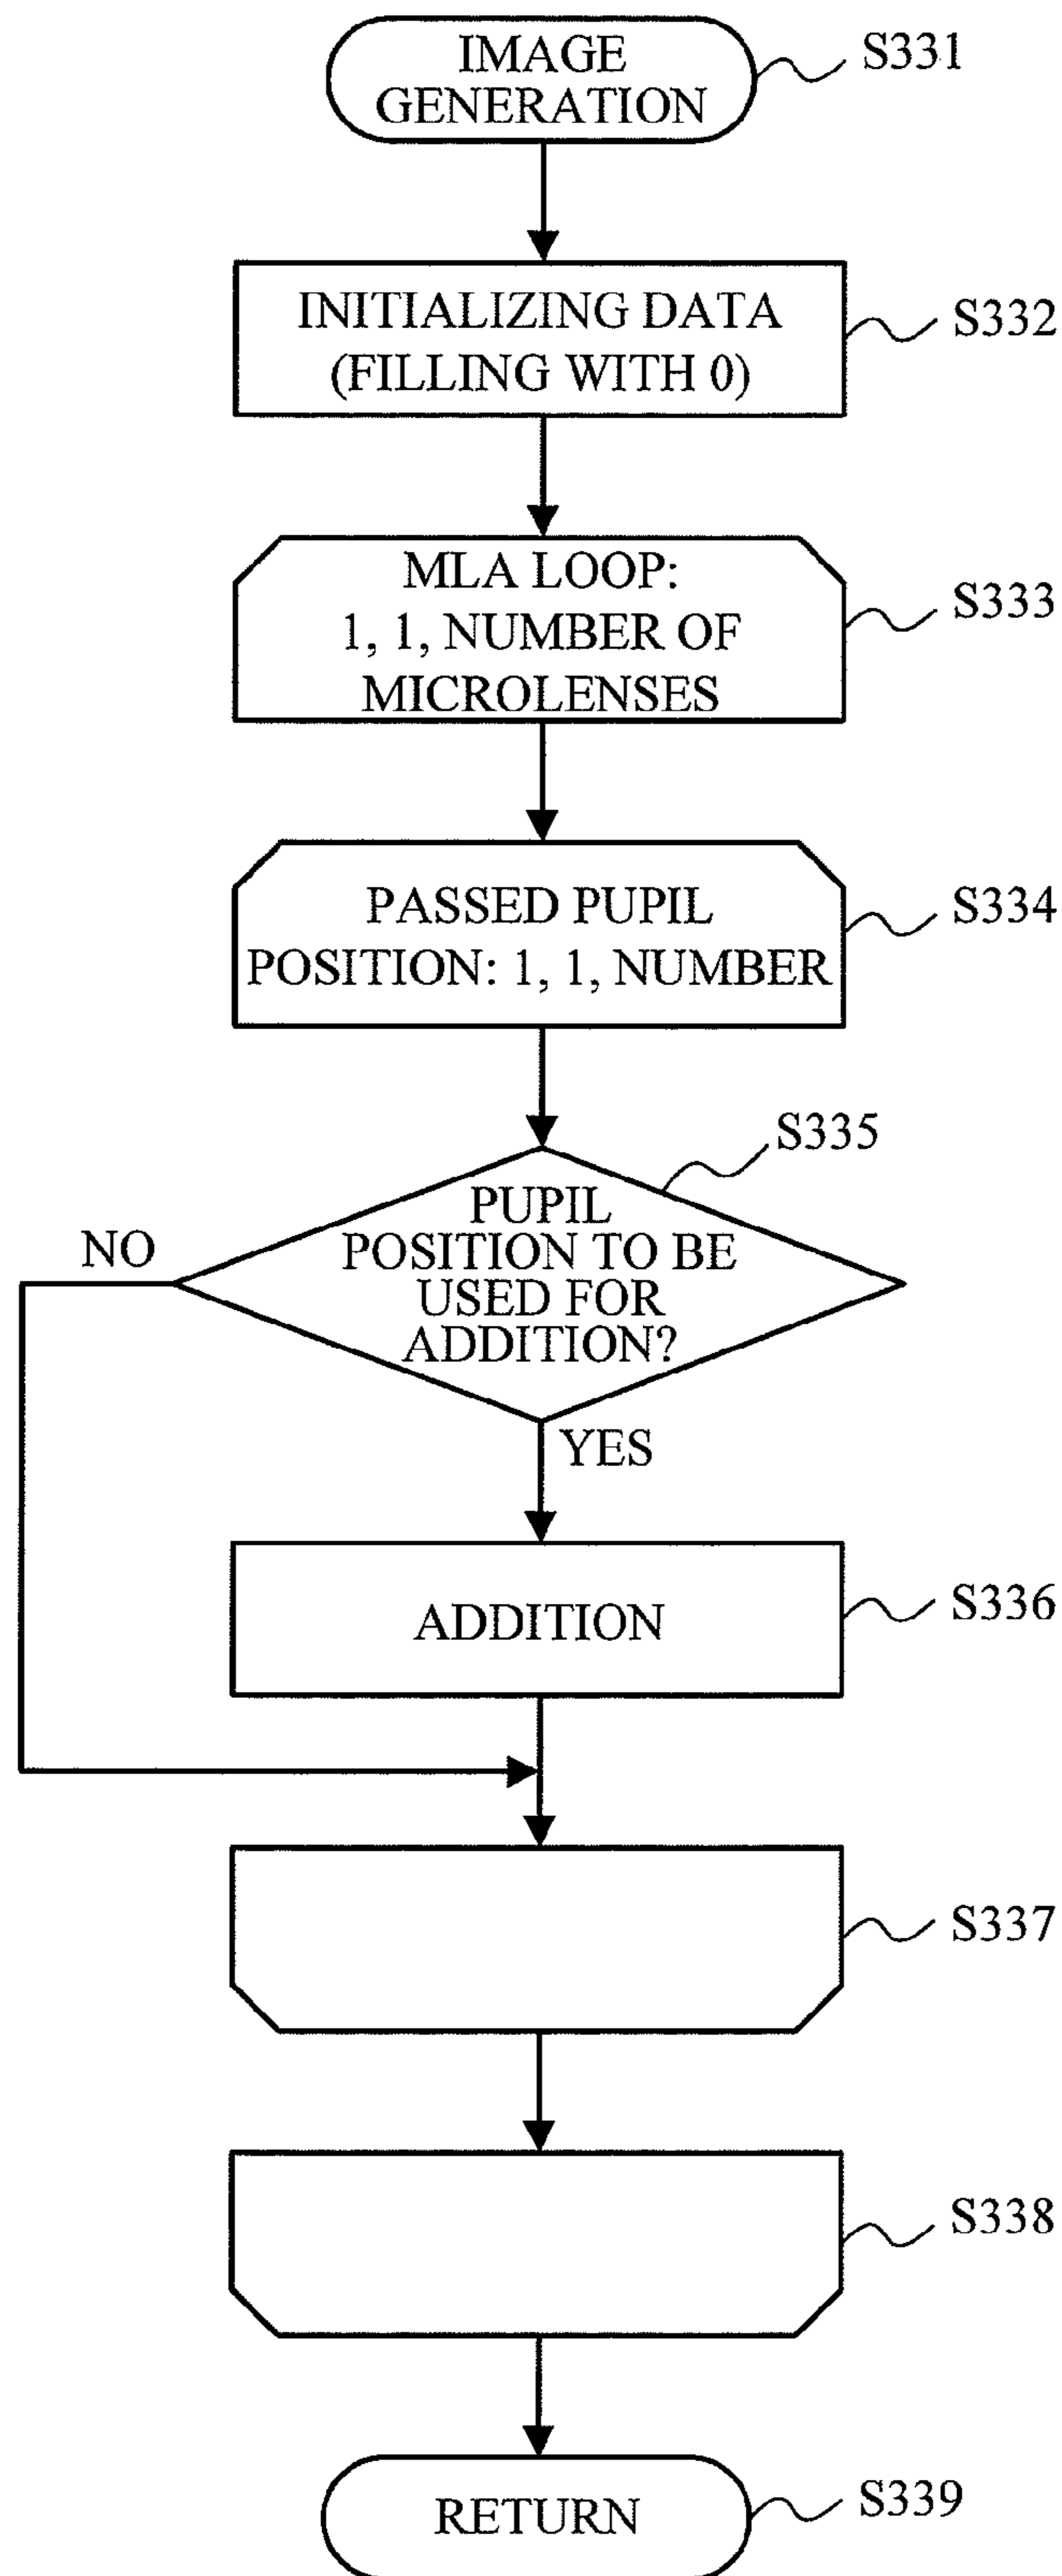 IMAGE
GENERATION
S331
INITIALIZING DATA
(FILLING WITH 0)
S332
MLA LOOP:
1, 1, NUMBER OF
MICROLENSES
S333
PASSED PUPIL
POSITION: 1, 1, NUMBER
S334
S335
PUPIL
POSITION TO BE
USED FOR
ADDITION?
NO
YES
ADDITION
S336
S337
S338
RETURN
S339